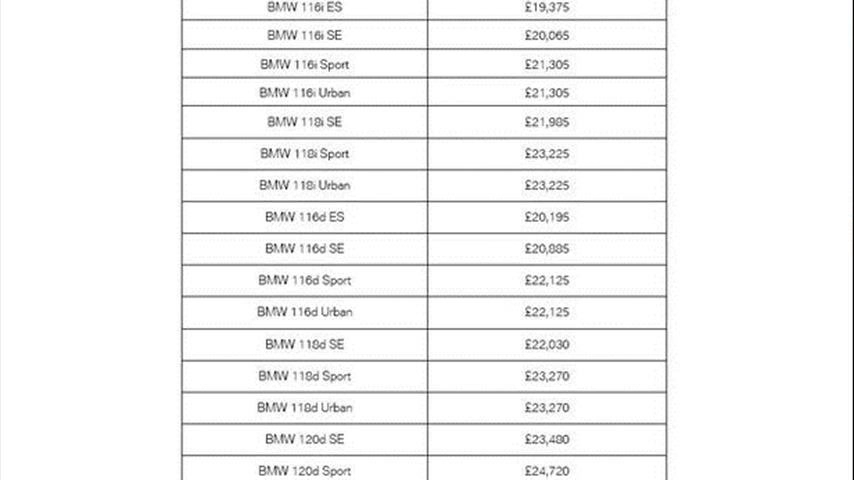 BMW 116i ES £19,375
BMW 116i SE £20,065
BMW 116i Sport £21,305
BMW 116i Urban £21,305
BMW 118i SE £21,985
BMW 118i Sport £23,225
BMW 118i Urban £23,225
BMW 116d ES £20,195
BMW 116d SE £20,885
BMW 116d Sport £22,125
BMW 116d Urban £22,125
BMW 118d SE £22,030
BMW 118d Sport £23,270
BMW 118d Urban £23,270
BMW 120d SE £23,480
BMW 120d Sport £24,720